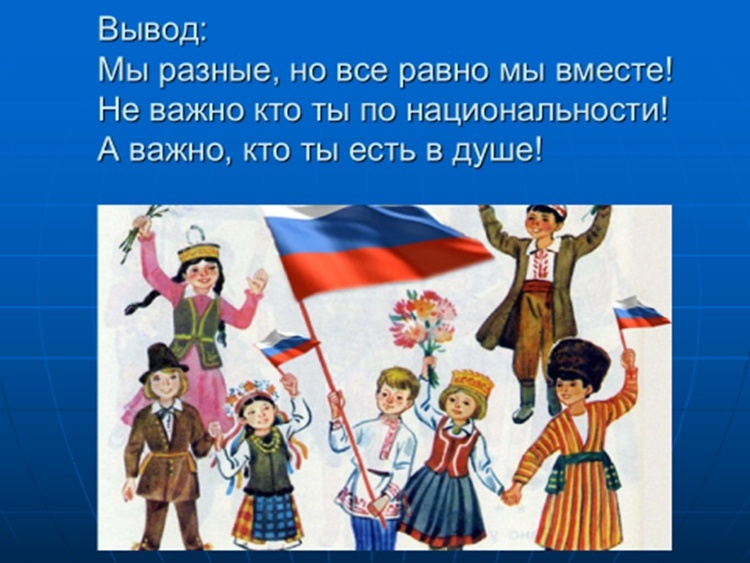 Вывод:
Мы разные, но все равно мы вместе!
Не важно кто ты по национальности!
А важно, кто ты есть в душе!